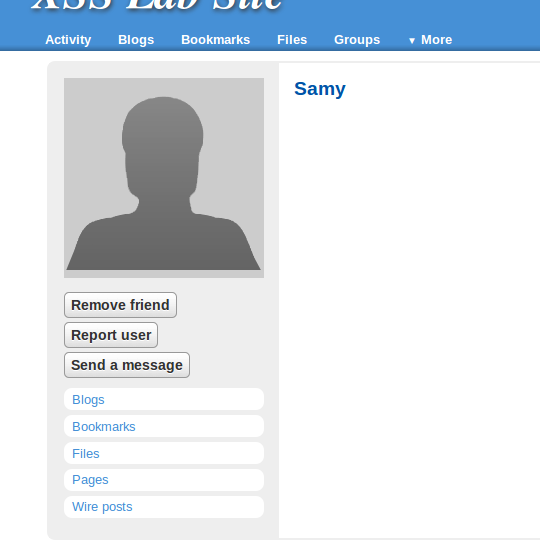 XSS Lab Site
Activity Blogs Bookmarks Files Groups ▼ More
Samy
Remove friend
Report user
Send a message
Blogs
Bookmarks
Files
Pages
Wire posts